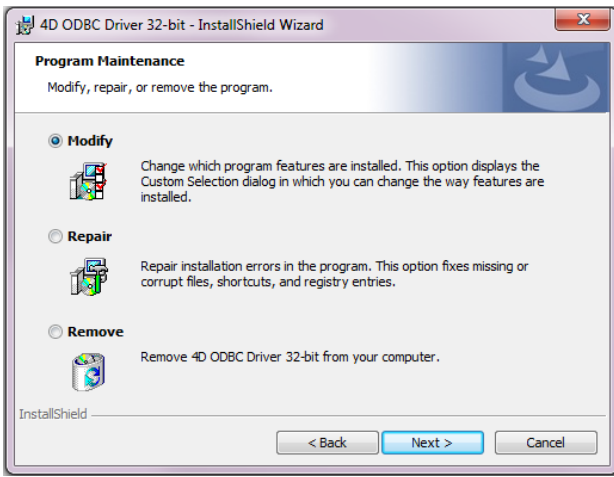 4D ODBC Driver 32-bit - InstallShield Wizard
Program Maintenance
Modify, repair, or remove the program.
Modify
Change which program features are installed. This option displays the
Custom Selection dialog in which you can change the way features are
installed.
Repair
Repair installation errors in the program. This option fixes missing or
corrupt files, shortcuts, and registry entries.
Remove
Remove 4D ODBC Driver 32-bit from your computer.
InstallShield
< Back
Next >
Cancel